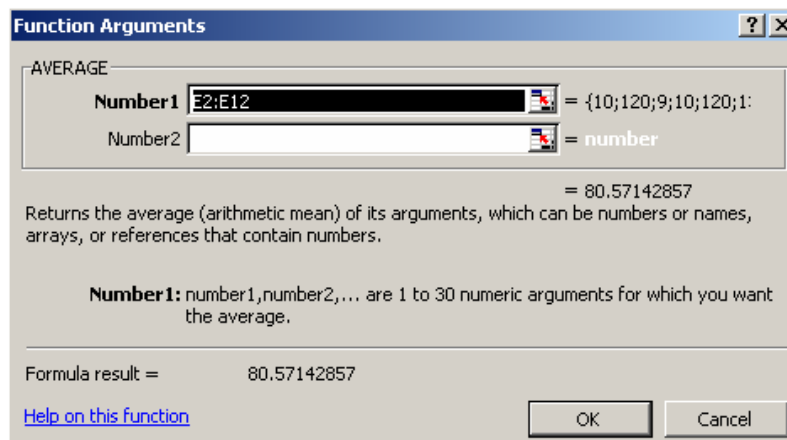 Function Arguments
AVERAGE
Number1 E2:E12 = {10;120;9;10;120;1:
Number2 = number
= 80.57142857
Returns the average (arithmetic mean) of its arguments, which can be numbers or names,
arrays, or references that contain numbers.
Number1: number1,number2,... are 1 to 30 numeric arguments for which you want
the average.
Formula result = 80.57142857
Help on this function
OK Cancel